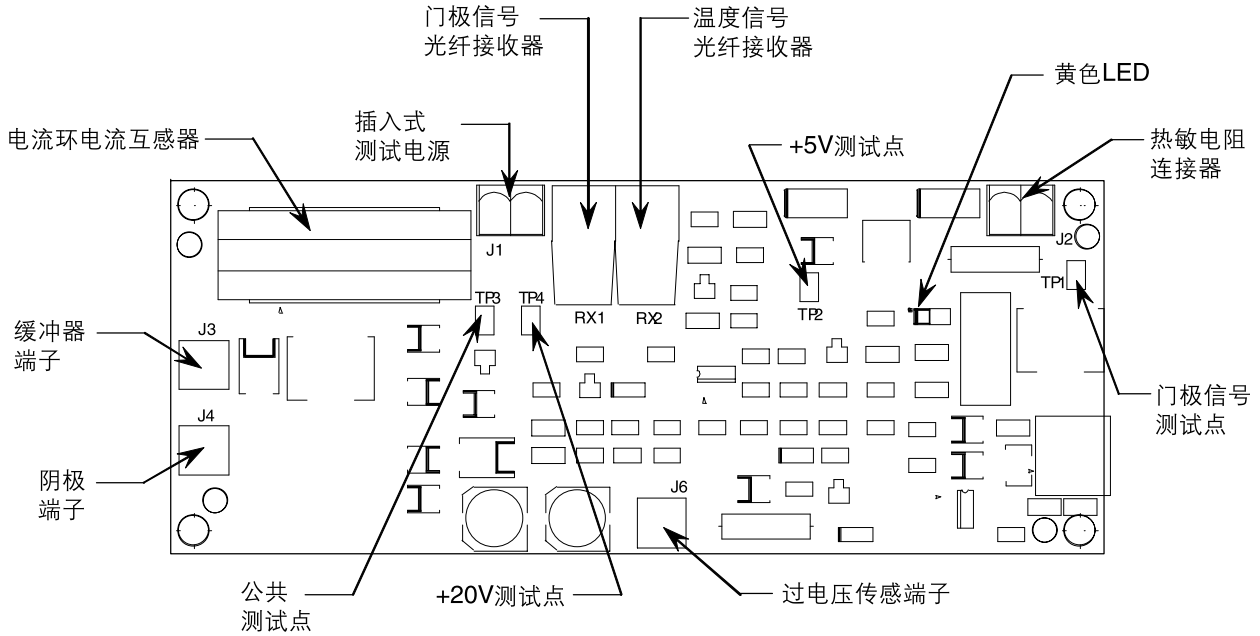 门极信号
光纤接收器
温度信号
光纤接收器
黄色LED
电流环电流互感器
插入式
测试电源
+5V测试点
热敏电阻
连接器
J1
J2
TP1
TP3
TP4
RX1
RX2
TP2
缓冲器
端子
J3
门极信号
测试点
J4
阴极
端子
J6
公共
测试点
+20V测试点
过电压传感端子